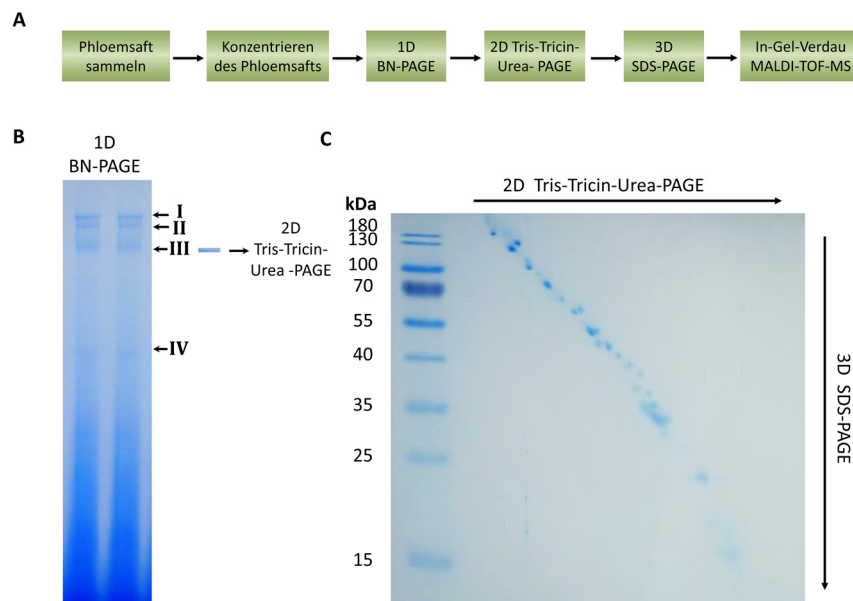 A
Phloemsaft
sammeln
Konzentrieren
des Phloemsafts
1D
BN-PAGE
2D Tris-Tricin-
Urea- PAGE
3D
SDS-PAGE
In-Gel-Verdau
MALDI-TOF-MS
B
1D
BN-PAGE
I
II
III
IV
2D
Tris-Tricin-
Urea -PAGE
C
2D Tris-Tricin-Urea-PAGE
kDa
180
130
100
70
55
40
35
25
15
3D SDS-PAGE